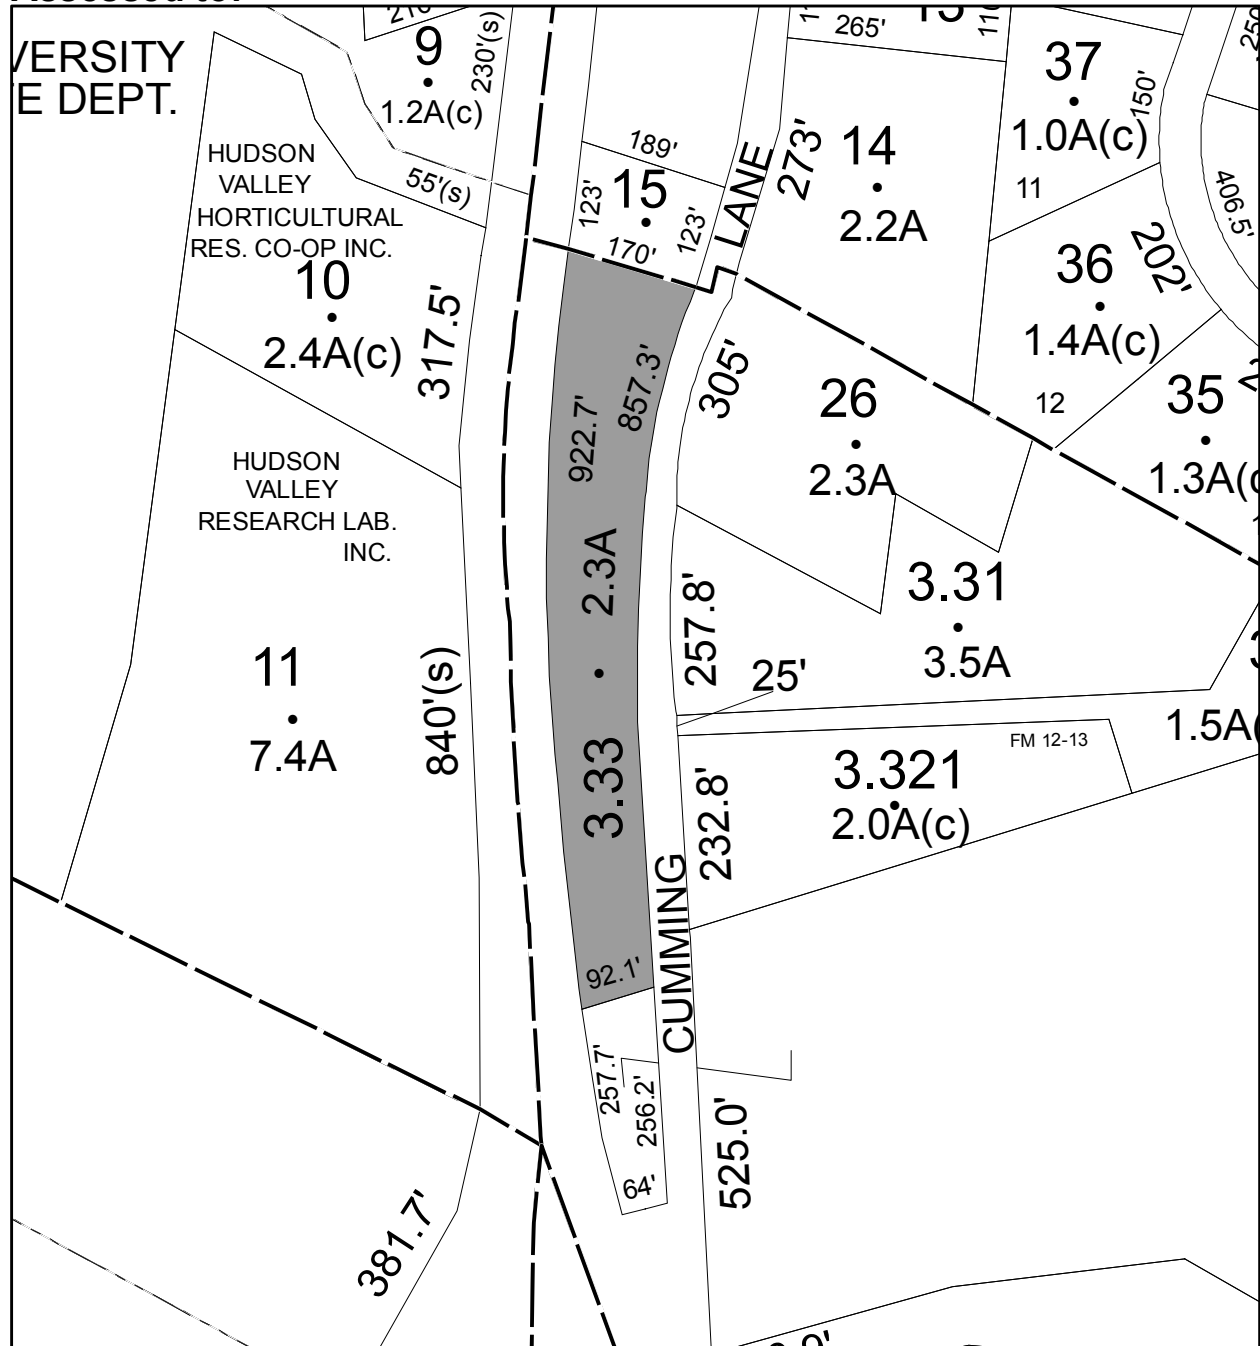 265'
9
230'(s)
1.2A(c)
VERSITY
E DEPT.
37
150'
1.0A(c)
11
HUDSON
VALLEY
HORTICULTURAL
RES. CO-OP INC.
55'(s)
10
2.4A(c)
317.5'
189'
123'
15
123'
170'
LANE
273'
14
2.2A
406.5'
36
202'
1.4A(c)
12
35
1.3A(c
922.7'
857.3'
305'
26
2.3A
HUDSON
VALLEY
RESEARCH LAB.
INC.
2.3A
3.33
11
7.4A
840'(s)
257.8'
3.31
3.5A
25'
1.5A(
FM 12-13
3.321
2.0A(c)
232.8'
CUMMING
92.1'
257.7'
256.2'
64'
525.0'
381.7'